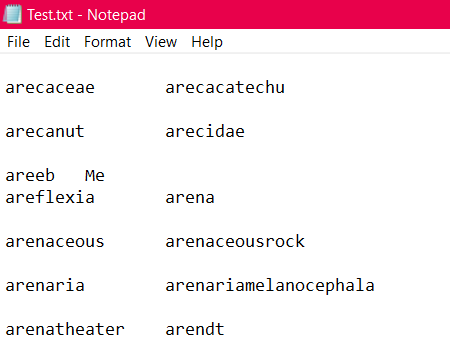 Test.txt - Notepad
File Edit Format View Help
arecaceae arecacatechu
arecanut arecidae
areeb Me
areflexia arena
arenaceous arenaceousrock
arenaria arenariamelanocephala
arenatheater arendt